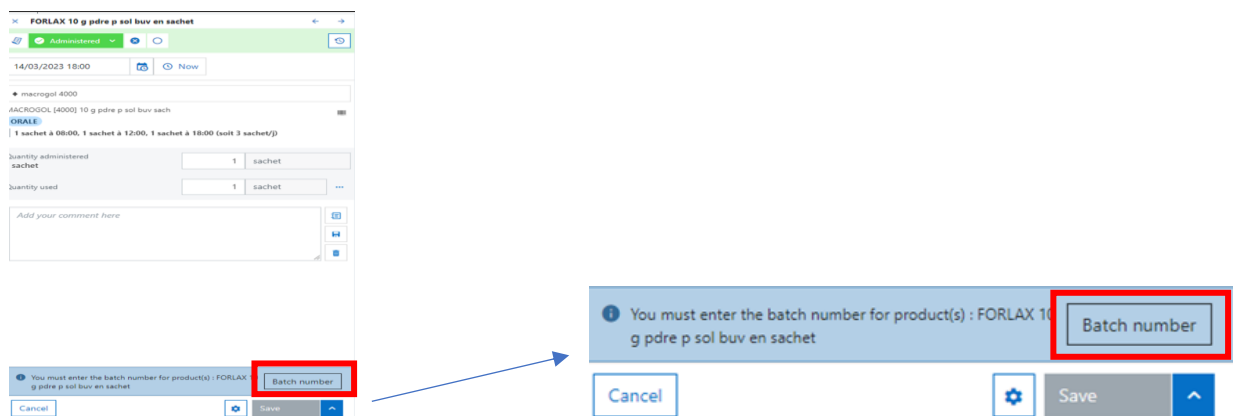 FORLAX 10 g pdre p sol buv en sachet
Administered
14/03/2023 18:00
Now
macrogol 4000
MACROGOL [4000] 10 g pdre p sol buv sach
ORALE
1 sachet à 08:00, 1 sachet à 12:00, 1 sachet à 18:00 (soit 3 sachet/j)
Quantity administered
sachet
1 sachet
Quantity used
1 sachet
Add your comment here
You must enter the batch number for product(s) : FORLAX 1
g pdre p sol buv en sachet
Batch number
Cancel
Save
You must enter the batch number for product(s) : FORLAX 10
g pdre p sol buv en sachet
Batch number
Cancel
Save